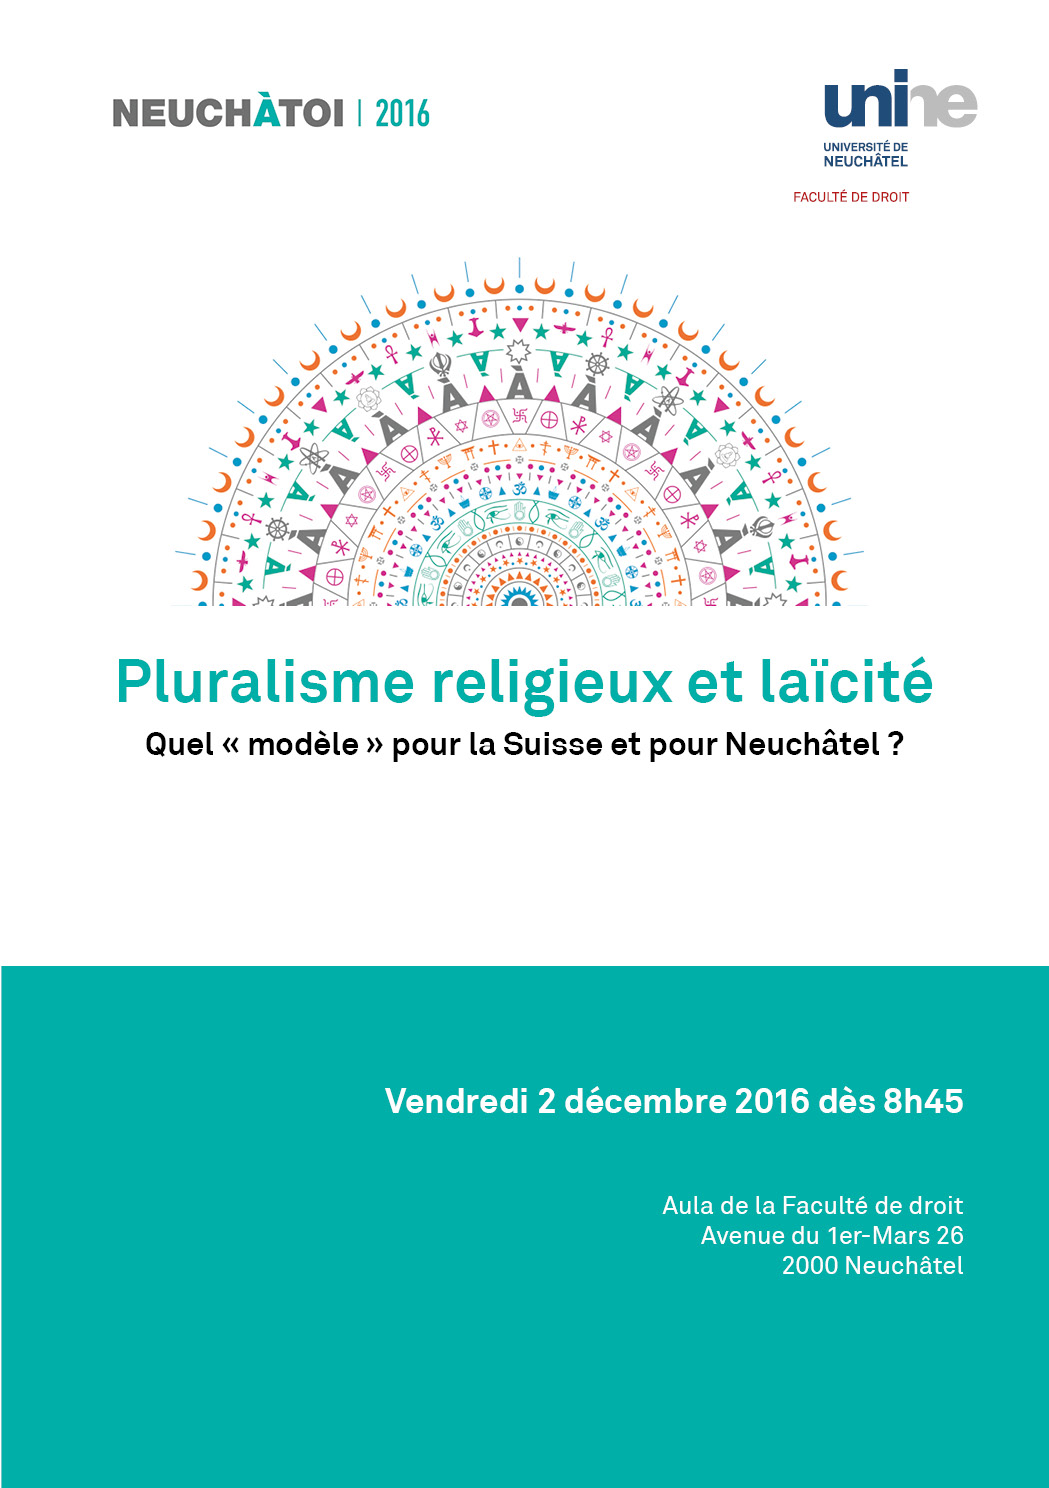 NEUCHÀTOI | 2016
unine
UNIVERSITÉ DE
NEUCHÂTEL
FACULTÉ DE DROIT
Pluralisme religieux et laïcité
Quel « modèle » pour la Suisse et pour Neuchâtel ?
Vendredi 2 décembre 2016 dès 8h45
Aula de la Faculté de droit
Avenue du 1er-Mars 26
2000 Neuchâtel